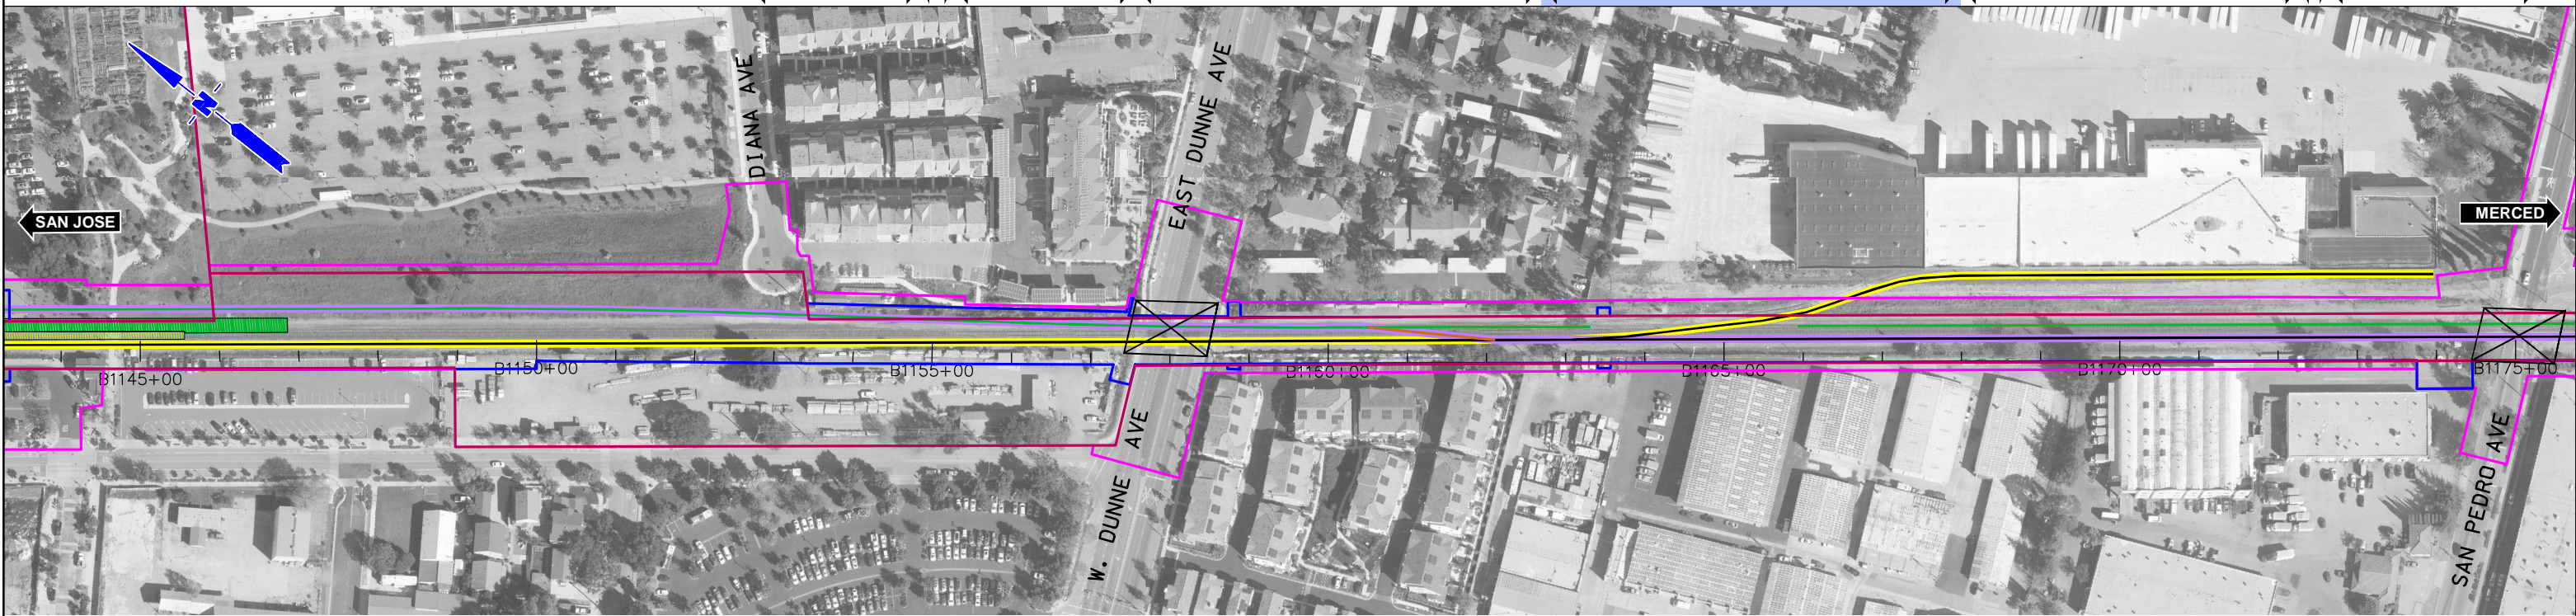 DIANA AVE
EAST DUNNE AVE
N
SAN JOSE
MERCED
B1145+00
B1150+00
B1155+00
B1160+00
B1165+00
B1170+00
B1175+00
W. DUNNE AVE
SAN PEDRO AVE